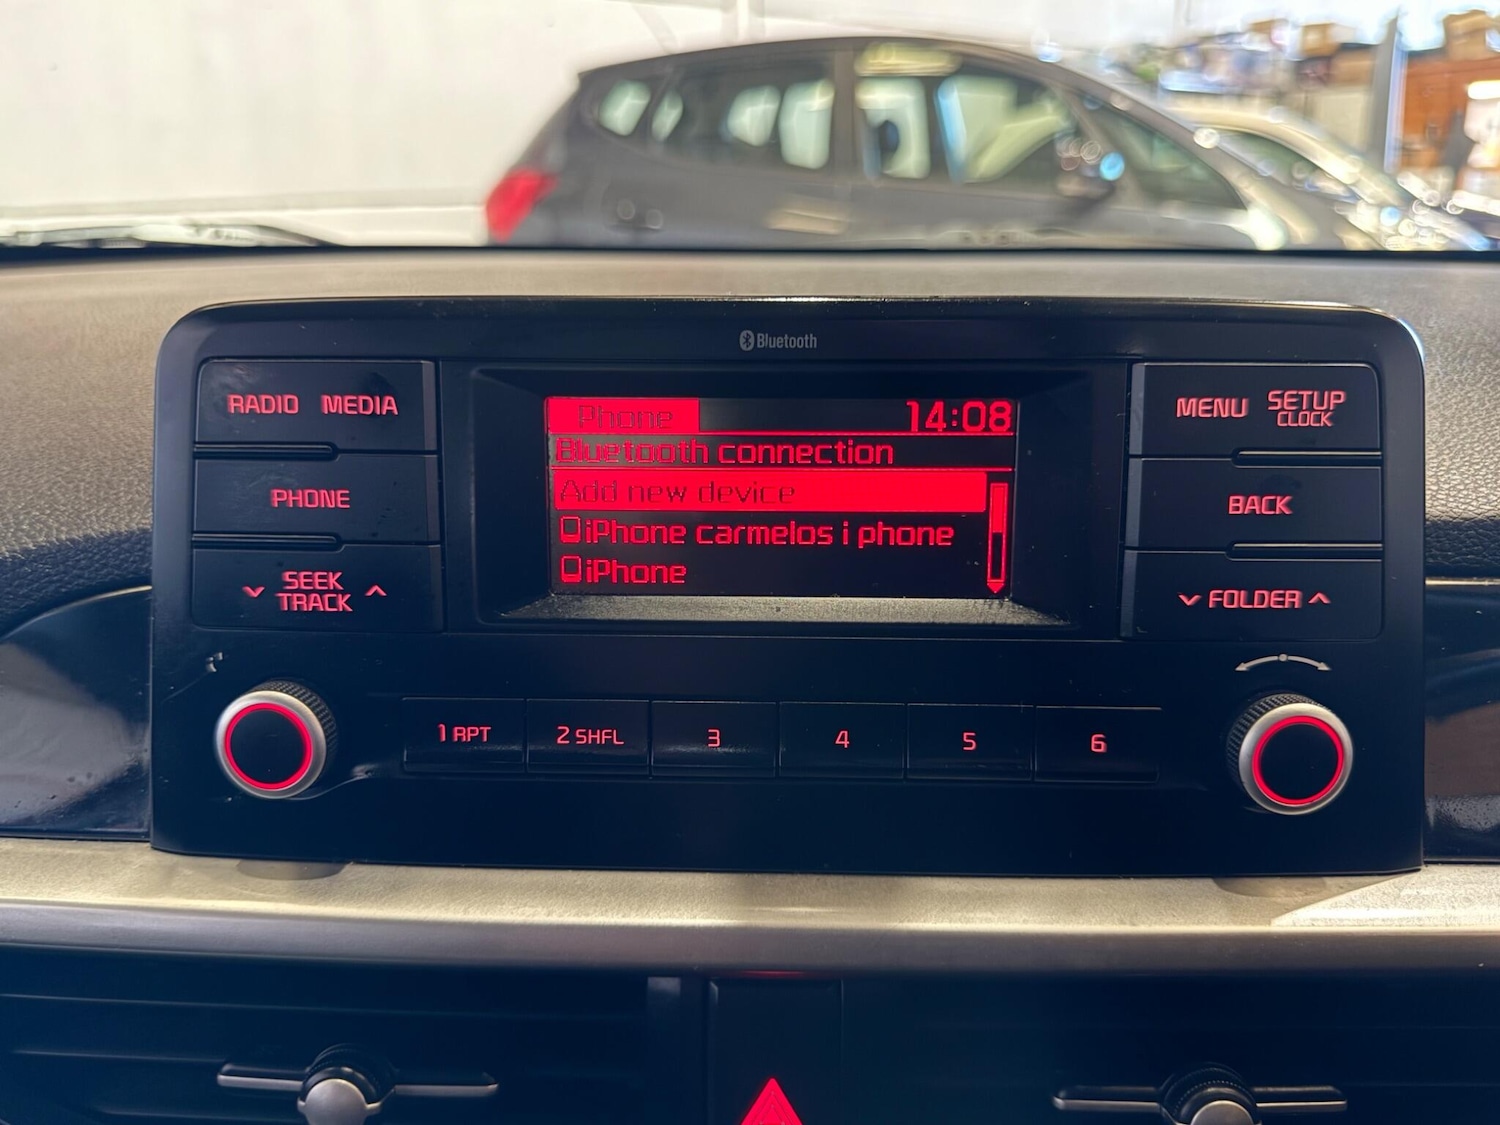 Bluetooth
RADIO MEDIA
PHONE
SEEK
TRACK
Phone 14:08
Bluetooth connection
Add new device
iPhone carmelos i phone
iPhone
MENU SETUP
CLOCK
BACK
FOLDER
1 RPT 2 SHFL 3 4 5 6